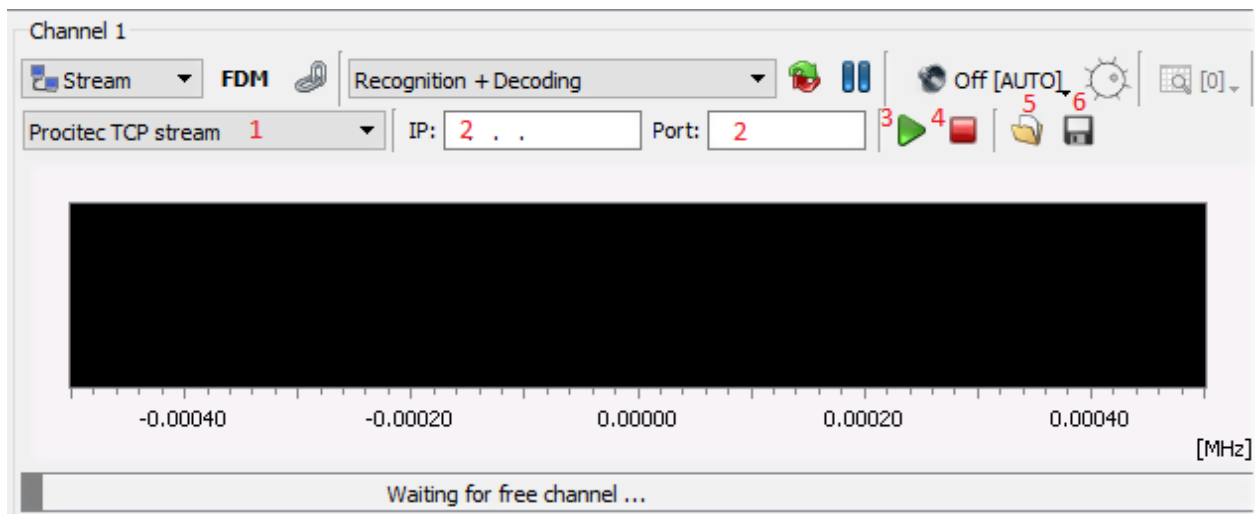 Channel 1
Stream FDM Recognition + Decoding Off [AUTO] [0]
5 6
Procitec TCP stream 1 IP: 2 . . Port: 2 3 4
-0.00040 -0.00020 0.00000 0.00020 0.00040
[MHz]
Waiting for free channel ...